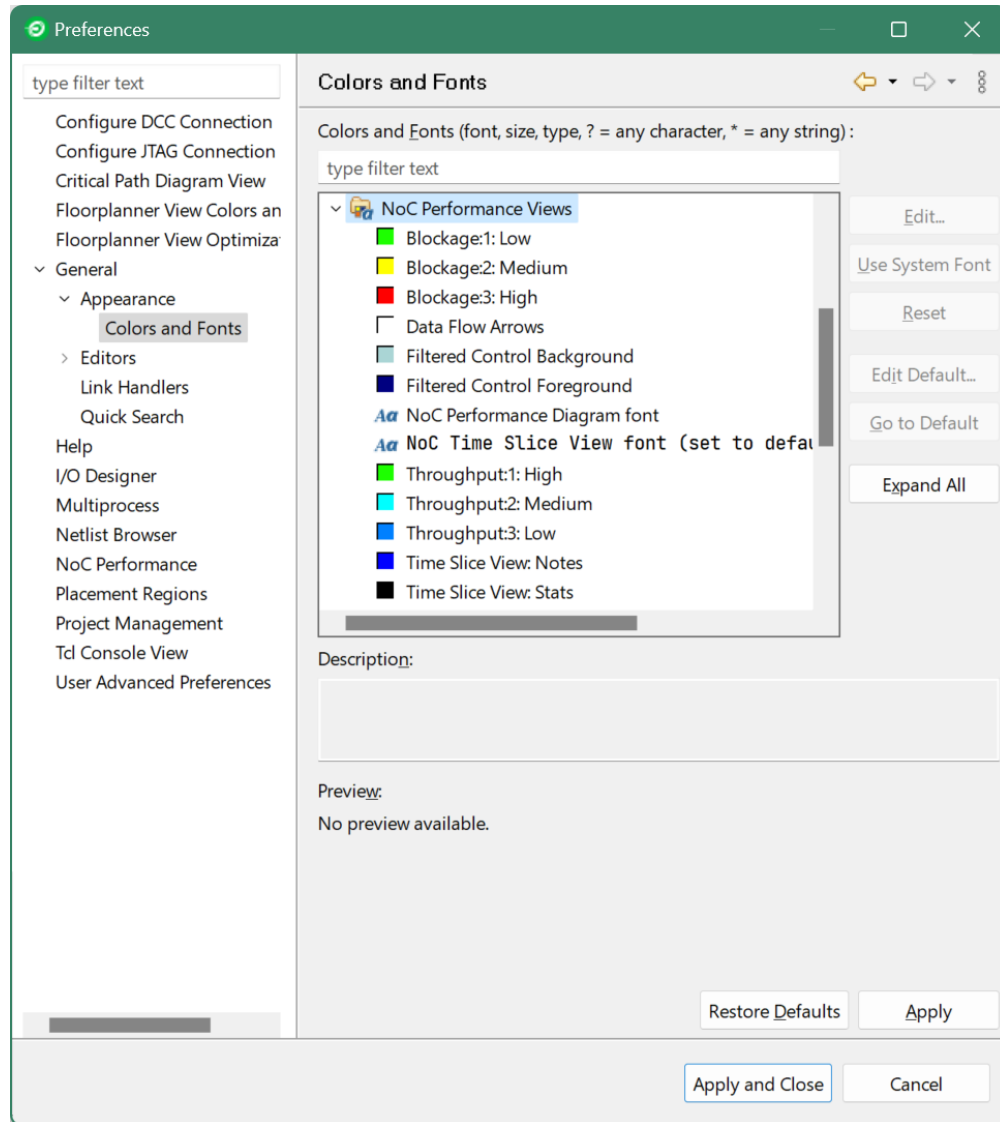 Preferences
type filter text
Configure DCC Connection
Configure JTAG Connection
Critical Path Diagram View
Floorplanner View Colors an
Floorplanner View Optimiza
General
Appearance
Colors and Fonts
Editors
Link Handlers
Quick Search
Help
I/O Designer
Multiprocess
Netlist Browser
NoC Performance
Placement Regions
Project Management
Tcl Console View
User Advanced Preferences
Colors and Fonts
Colors and Fonts (font, size, type, ? = any character, * = any string) :
type filter text
NoC Performance Views
Blockage:1: Low
Blockage:2: Medium
Blockage:3: High
Data Flow Arrows
Filtered Control Background
Filtered Control Foreground
Aa NoC Performance Diagram font
Aa NoC Time Slice View font (set to defau
Throughput:1: High
Throughput:2: Medium
Throughput:3: Low
Time Slice View: Notes
Time Slice View: Stats
Edit...
Use System Font
Reset
Edit Default...
Go to Default
Expand All
Description:
Preview:
No preview available.
Restore Defaults
Apply
Apply and Close
Cancel